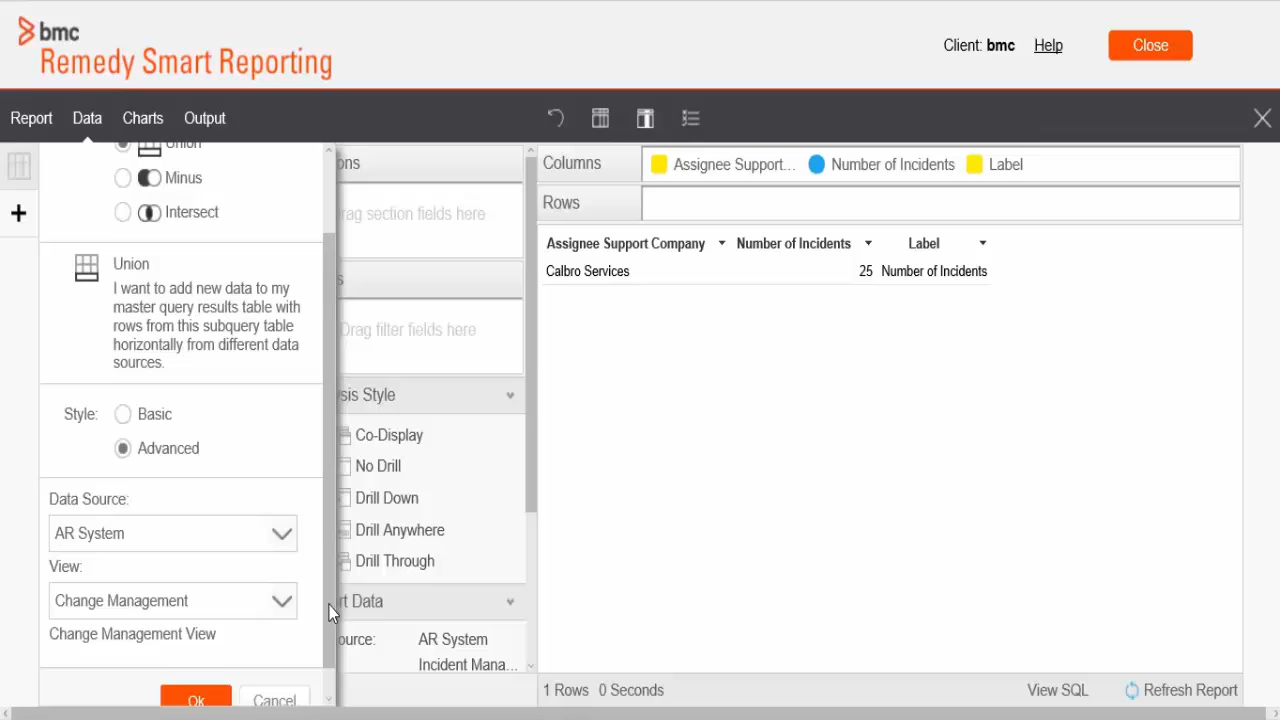 bmc
Remedy Smart Reporting
Client: bmc Help Close
Report Data Charts Output
Union
Minus
Intersect
Union
I want to add new data to my
master query results table with
rows from this subquery table
horizontally from different data
sources.
Style: Basic
Advanced
Data Source:
AR System
View:
Change Management
Change Management View
Ok Cancel
ons
rag section fields here
s
Drag filter fields here
sis Style
Co-Display
No Drill
Drill Down
Drill Anywhere
Drill Through
rt Data
ource: AR System
Incident Mana...
Columns Assignee Support... Number of Incidents Label
Rows
Assignee Support Company Number of Incidents Label
Calbro Services 25 Number of Incidents
1 Rows 0 Seconds View SQL Refresh Report